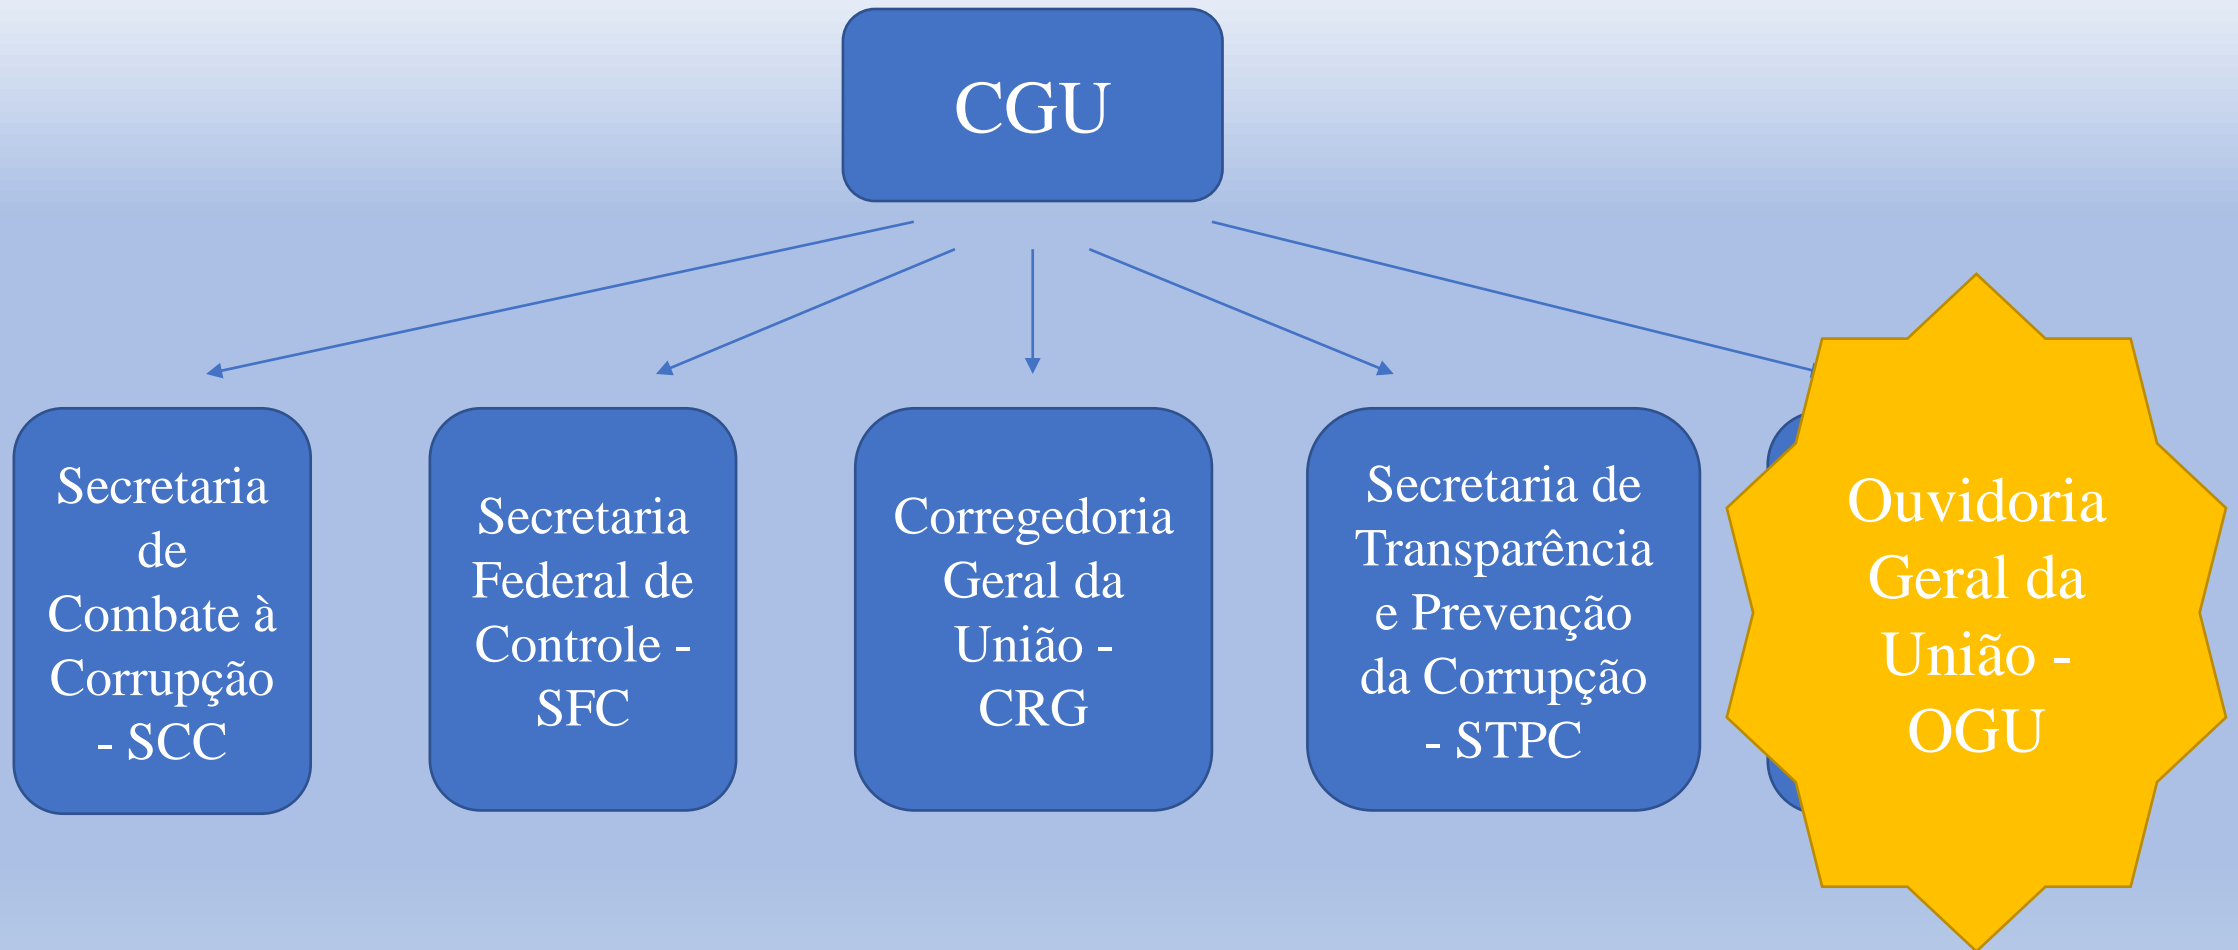 CGU
Secretaria
de
Combate à
Corrupção
- SCC
Secretaria
Federal de
Controle -
SFC
Corregedoria
Geral da
União -
CRG
Secretaria de
Transparência
e Prevenção
da Corrupção
- STPC
Ouvidoria
Geral da
União -
OGU